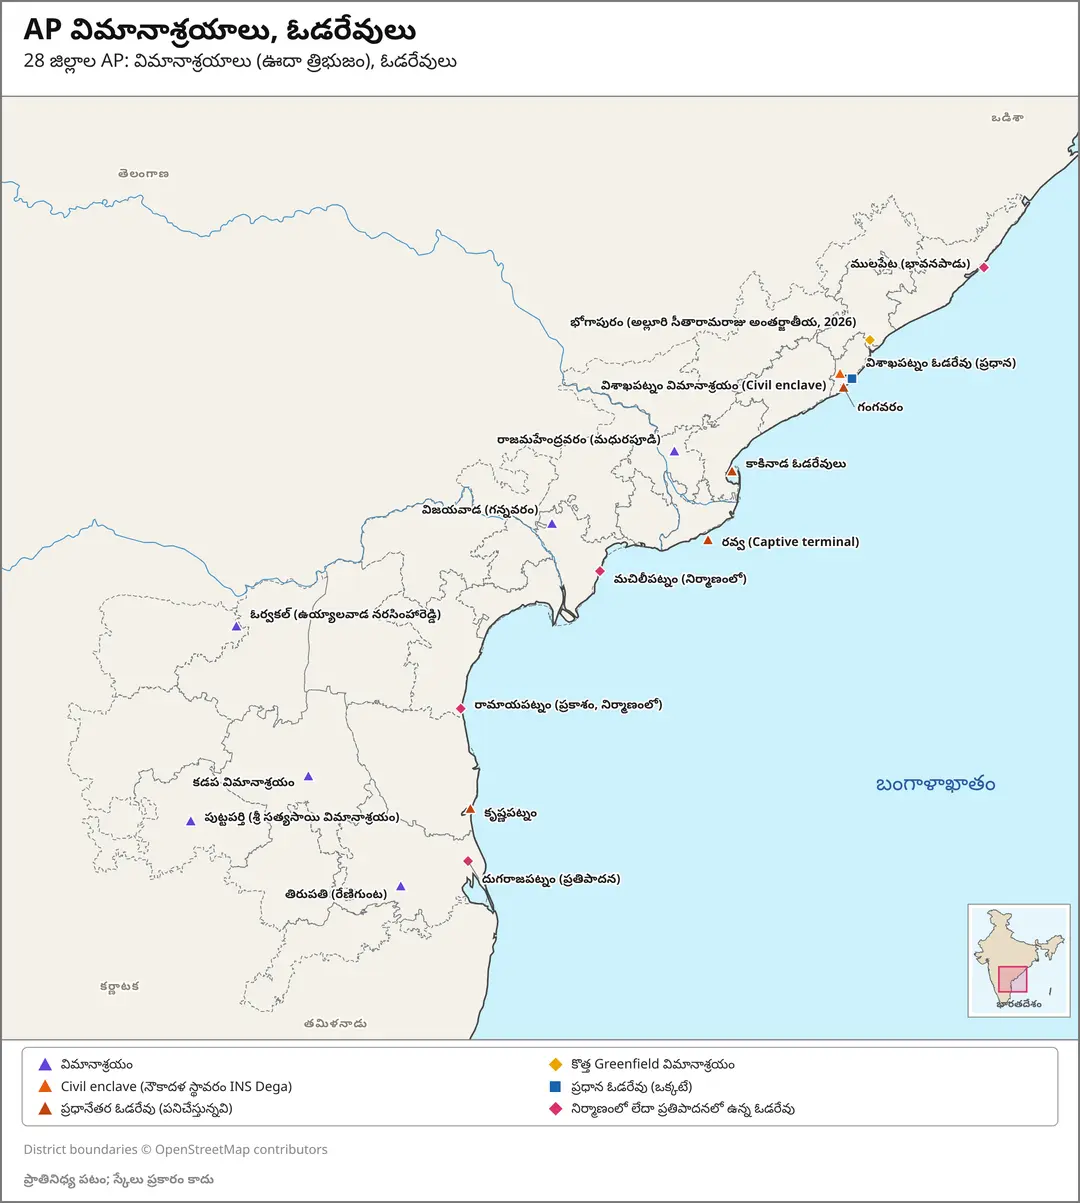 AP విమానాశ్రయాలు, ఓడరేవులు
28 జిల్లాల AP: విమానాశ్రయాలు (ఊదా త్రిభుజం), ఓడరేవులు
ఒడిశా
తెలంగాణ
ములపేట (భావనపాడు)
భోగాపురం (అల్లూరి సీతారామరాజు అంతర్జాతీయ, 2026)
విశాఖపట్నం ఓడరేవు (ప్రధాన)
విశాఖపట్నం విమానాశ్రయం (Civil enclave)
గంగవరం
రాజమహేంద్రవరం (మధురపూడి)
కాకినాడ ఓడరేవులు
విజయవాడ (గన్నవరం)
రవ్వ (Captive terminal)
మచిలీపట్నం (నిర్మాణంలో)
ఓర్వకల్ (ఉయ్యాలవాడ నరసింహారెడ్డి)
రామాయపట్నం (ప్రకాశం, నిర్మాణంలో)
కడప విమానాశ్రయం
బంగాళాఖాతం
కృష్ణపట్నం
పుట్టపర్తి (శ్రీ సత్యసాయి విమానాశ్రయం)
దుగరాజపట్నం (ప్రతిపాదన)
తిరుపతి (రేణిగుంట)
కర్ణాటక
భారతదేశం
తమిళనాడు
విమానాశ్రయం
Civil enclave (నౌకాదళ స్థావరం INS Dega)
ప్రధానేతర ఓడరేవు (పనిచేస్తున్నవి)
కొత్త Greenfield విమానాశ్రయం
ప్రధాన ఓడరేవు (ఒక్కటే)
నిర్మాణంలో లేదా ప్రతిపాదనలో ఉన్న ఓడరేవు
District boundaries © OpenStreetMap contributors
ప్రాతినిధ్య పటం; స్కేలు ప్రకారం కాదు